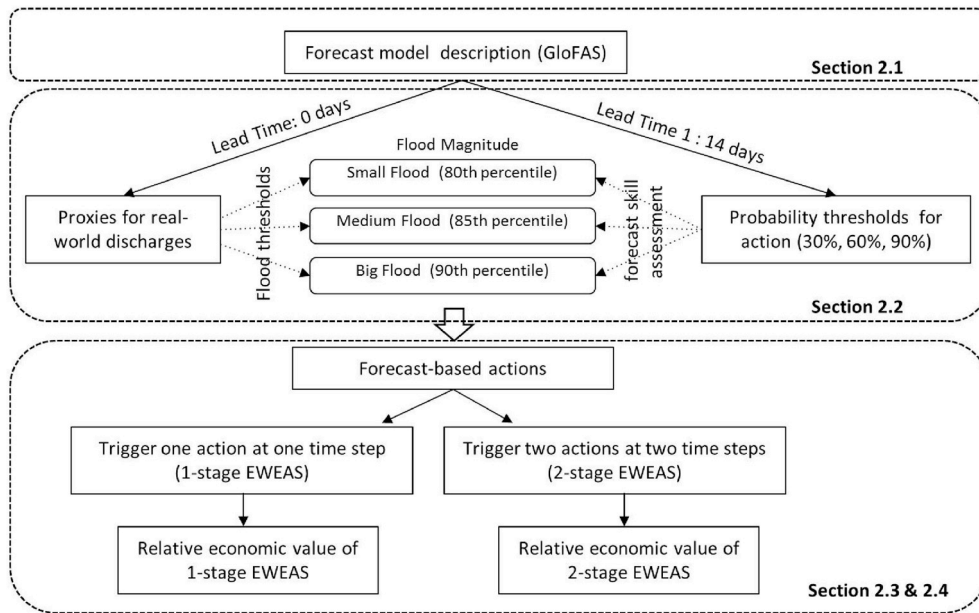 Forecast model description (GloFAS)
Section 2.1
Lead Time: 0 days
Lead Time 1 : 14 days
Flood Magnitude
Small Flood (80th percentile)
Proxies for real-
world discharges
Flood thresholds
Medium Flood (85th percentile)
forecast skill
assessment
Probability thresholds for
action (30%, 60%, 90%)
Big Flood (90th percentile)
Section 2.2
Forecast-based actions
Trigger one action at one time step
(1-stage EWEAS)
Trigger two actions at two time steps
(2-stage EWEAS)
Relative economic value of
1-stage EWEAS
Relative economic value of
2-stage EWEAS
Section 2.3 & 2.4